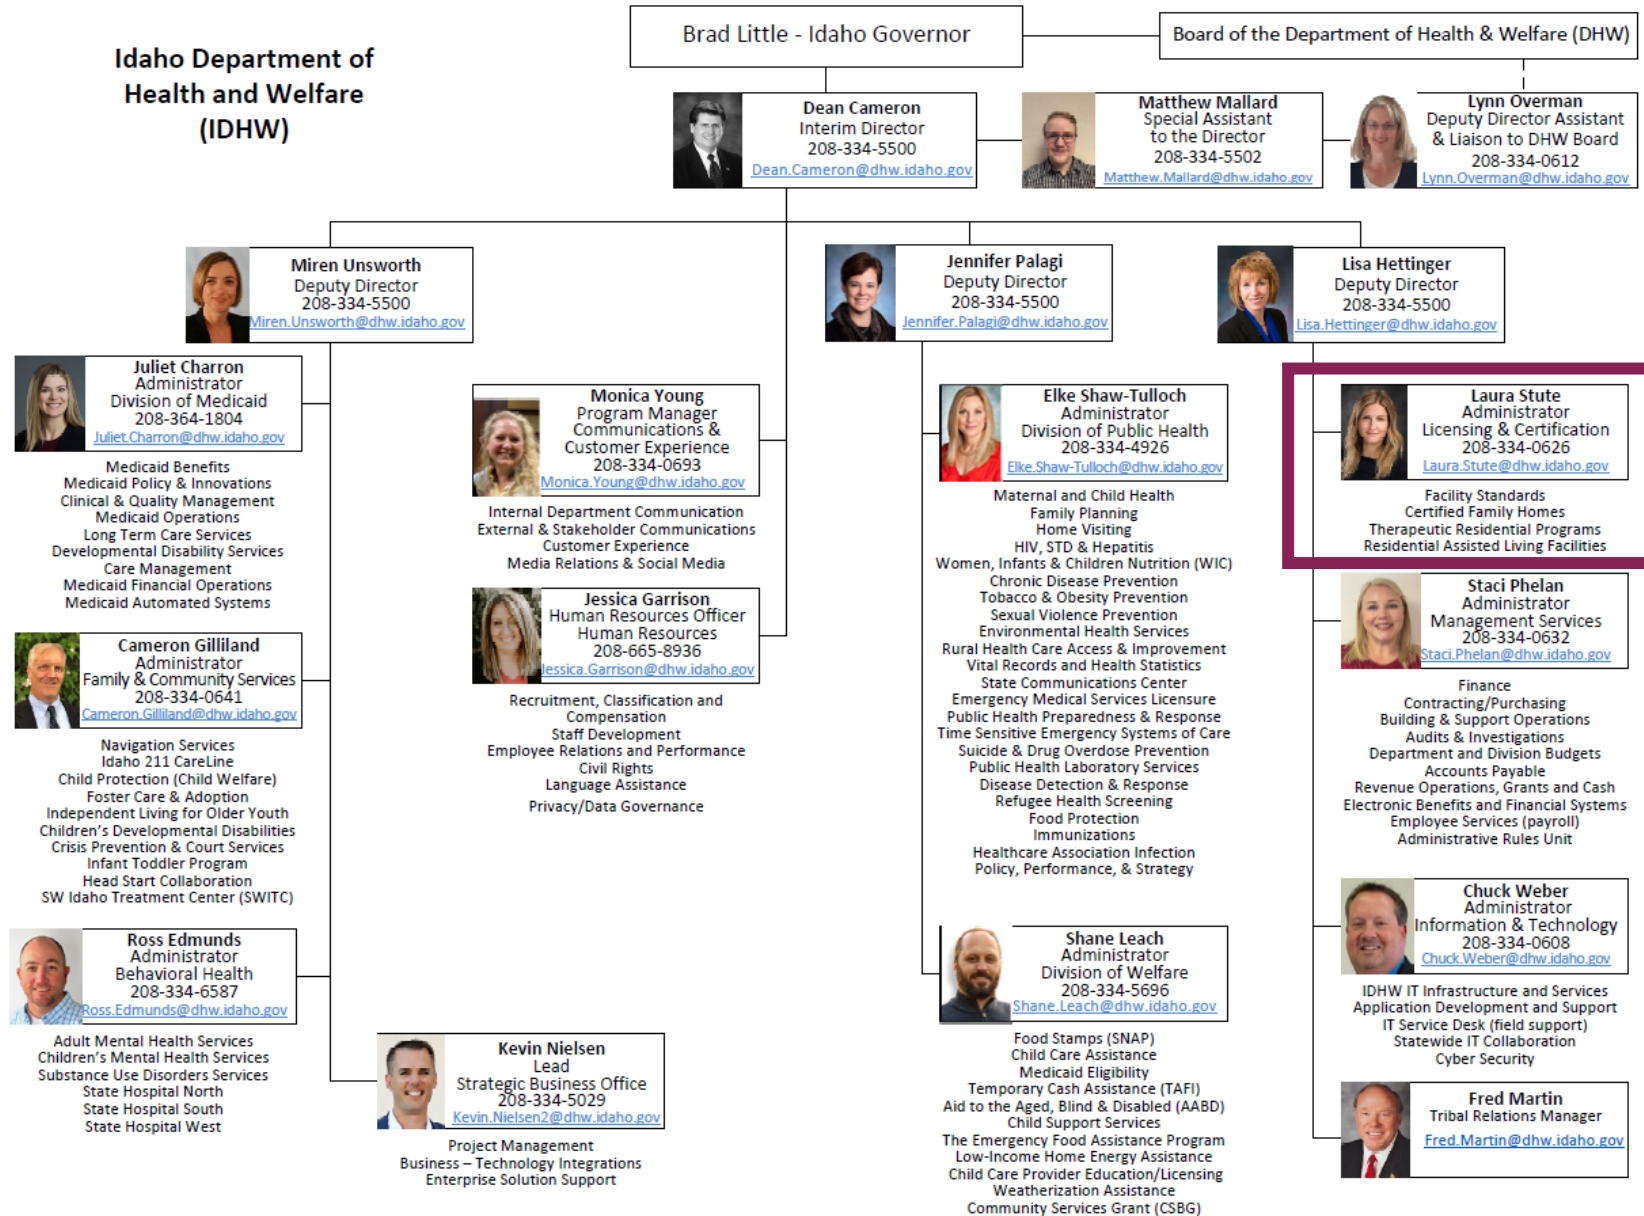 Idaho Department of
Health and Welfare
(IDHW)
Brad Little - Idaho Governor
Board of the Department of Health & Welfare (DHW)
Dean Cameron
Interim Director
208-334-5500
Dean.Cameron@dhw.idaho.gov
Matthew Mallard
Special Assistant
to the Director
208-334-5502
Matthew.Mallard@dhw.idaho.gov
Lynn Overman
Deputy Director Assistant
& Liaison to DHW Board
208-334-0612
Lynn.Overman@dhw.idaho.gov
Miren Unsworth
Deputy Director
208-334-5500
Miren.Unsworth@dhw.idaho.gov
Jennifer Palagi
Deputy Director
208-334-5500
Jennifer.Palagi@dhw.idaho.gov
Lisa Hettinger
Deputy Director
208-334-5500
Lisa.Hettinger@dhw.idaho.gov
Juliet Charron
Administrator
Division of Medicaid
208-364-1804
Juliet.Charron@dhw.idaho.gov
Medicaid Benefits
Medicaid Policy & Innovations
Clinical & Quality Management
Medicaid Operations
Long Term Care Services
Developmental Disability Services
Care Management
Medicaid Financial Operations
Medicaid Automated Systems
Cameron Gilliland
Administrator
Family & Community Services
208-334-0641
Cameron.Gilliland@dhw.idaho.gov
Navigation Services
Idaho 211 CareLine
Child Protection (Child Welfare)
Foster Care & Adoption
Independent Living for Older Youth
Children's Developmental Disabilities
Crisis Prevention & Court Services
Infant Toddler Program
Head Start Collaboration
SW Idaho Treatment Center (SWITC)
Ross Edmunds
Administrator
Behavioral Health
208-334-6587
Ross.Edmunds@dhw.idaho.gov
Adult Mental Health Services
Children's Mental Health Services
Substance Use Disorders Services
State Hospital North
State Hospital South
State Hospital West
Monica Young
Program Manager
Communications &
Customer Experience
208-334-0693
Monica.Young@dhw.idaho.gov
Internal Department Communication
External & Stakeholder Communications
Customer Experience
Media Relations & Social Media
Jessica Garrison
Human Resources Officer
Human Resources
208-665-8936
Jessica.Garrison@dhw.idaho.gov
Recruitment, Classification and
Compensation
Staff Development
Employee Relations and Performance
Civil Rights
Language Assistance
Privacy/Data Governance
Kevin Nielsen
Lead
Strategic Business Office
208-334-5029
Kevin.Nielsen2@dhw.idaho.gov
Project Management
Business – Technology Integrations
Enterprise Solution Support
Elke Shaw-Tulloch
Administrator
Division of Public Health
208-334-4926
Elke.Shaw-Tulloch@dhw.idaho.gov
Maternal and Child Health
Family Planning
Home Visiting
HIV, STD & Hepatitis
Women, Infants & Children Nutrition (WIC)
Chronic Disease Prevention
Tobacco & Obesity Prevention
Sexual Violence Prevention
Environmental Health Services
Rural Health Care Access & Improvement
Vital Records and Health Statistics
State Communications Center
Emergency Medical Services Licensure
Public Health Preparedness & Response
Time Sensitive Emergency Systems of Care
Suicide & Drug Overdose Prevention
Public Health Laboratory Services
Disease Detection & Response
Refugee Health Screening
Food Protection
Immunizations
Healthcare Association Infection
Policy, Performance, & Strategy
Shane Leach
Administrator
Division of Welfare
208-334-5696
Shane.Leach@dhw.idaho.gov
Food Stamps (SNAP)
Child Care Assistance
Medicaid Eligibility
Temporary Cash Assistance (TAFI)
Aid to the Aged, Blind & Disabled (AABD)
Child Support Services
The Emergency Food Assistance Program
Low-Income Home Energy Assistance
Child Care Provider Education/Licensing
Weatherization Assistance
Community Services Grant (CSBG)
Laura Stute
Administrator
Licensing & Certification
208-334-0626
Laura.Stute@dhw.idaho.gov
Facility Standards
Certified Family Homes
Therapeutic Residential Programs
Residential Assisted Living Facilities
Staci Phelan
Administrator
Management Services
208-334-0632
Staci.Phelan@dhw.idaho.gov
Finance
Contracting/Purchasing
Building & Support Operations
Audits & Investigations
Department and Division Budgets
Accounts Payable
Revenue Operations, Grants and Cash
Electronic Benefits and Financial Systems
Employee Services (payroll)
Administrative Rules Unit
Chuck Weber
Administrator
Information & Technology
208-334-0608
Chuck.Weber@dhw.idaho.gov
IDHW IT Infrastructure and Services
Application Development and Support
IT Service Desk (field support)
Statewide IT Collaboration
Cyber Security
Fred Martin
Tribal Relations Manager
Fred.Martin@dhw.idaho.gov